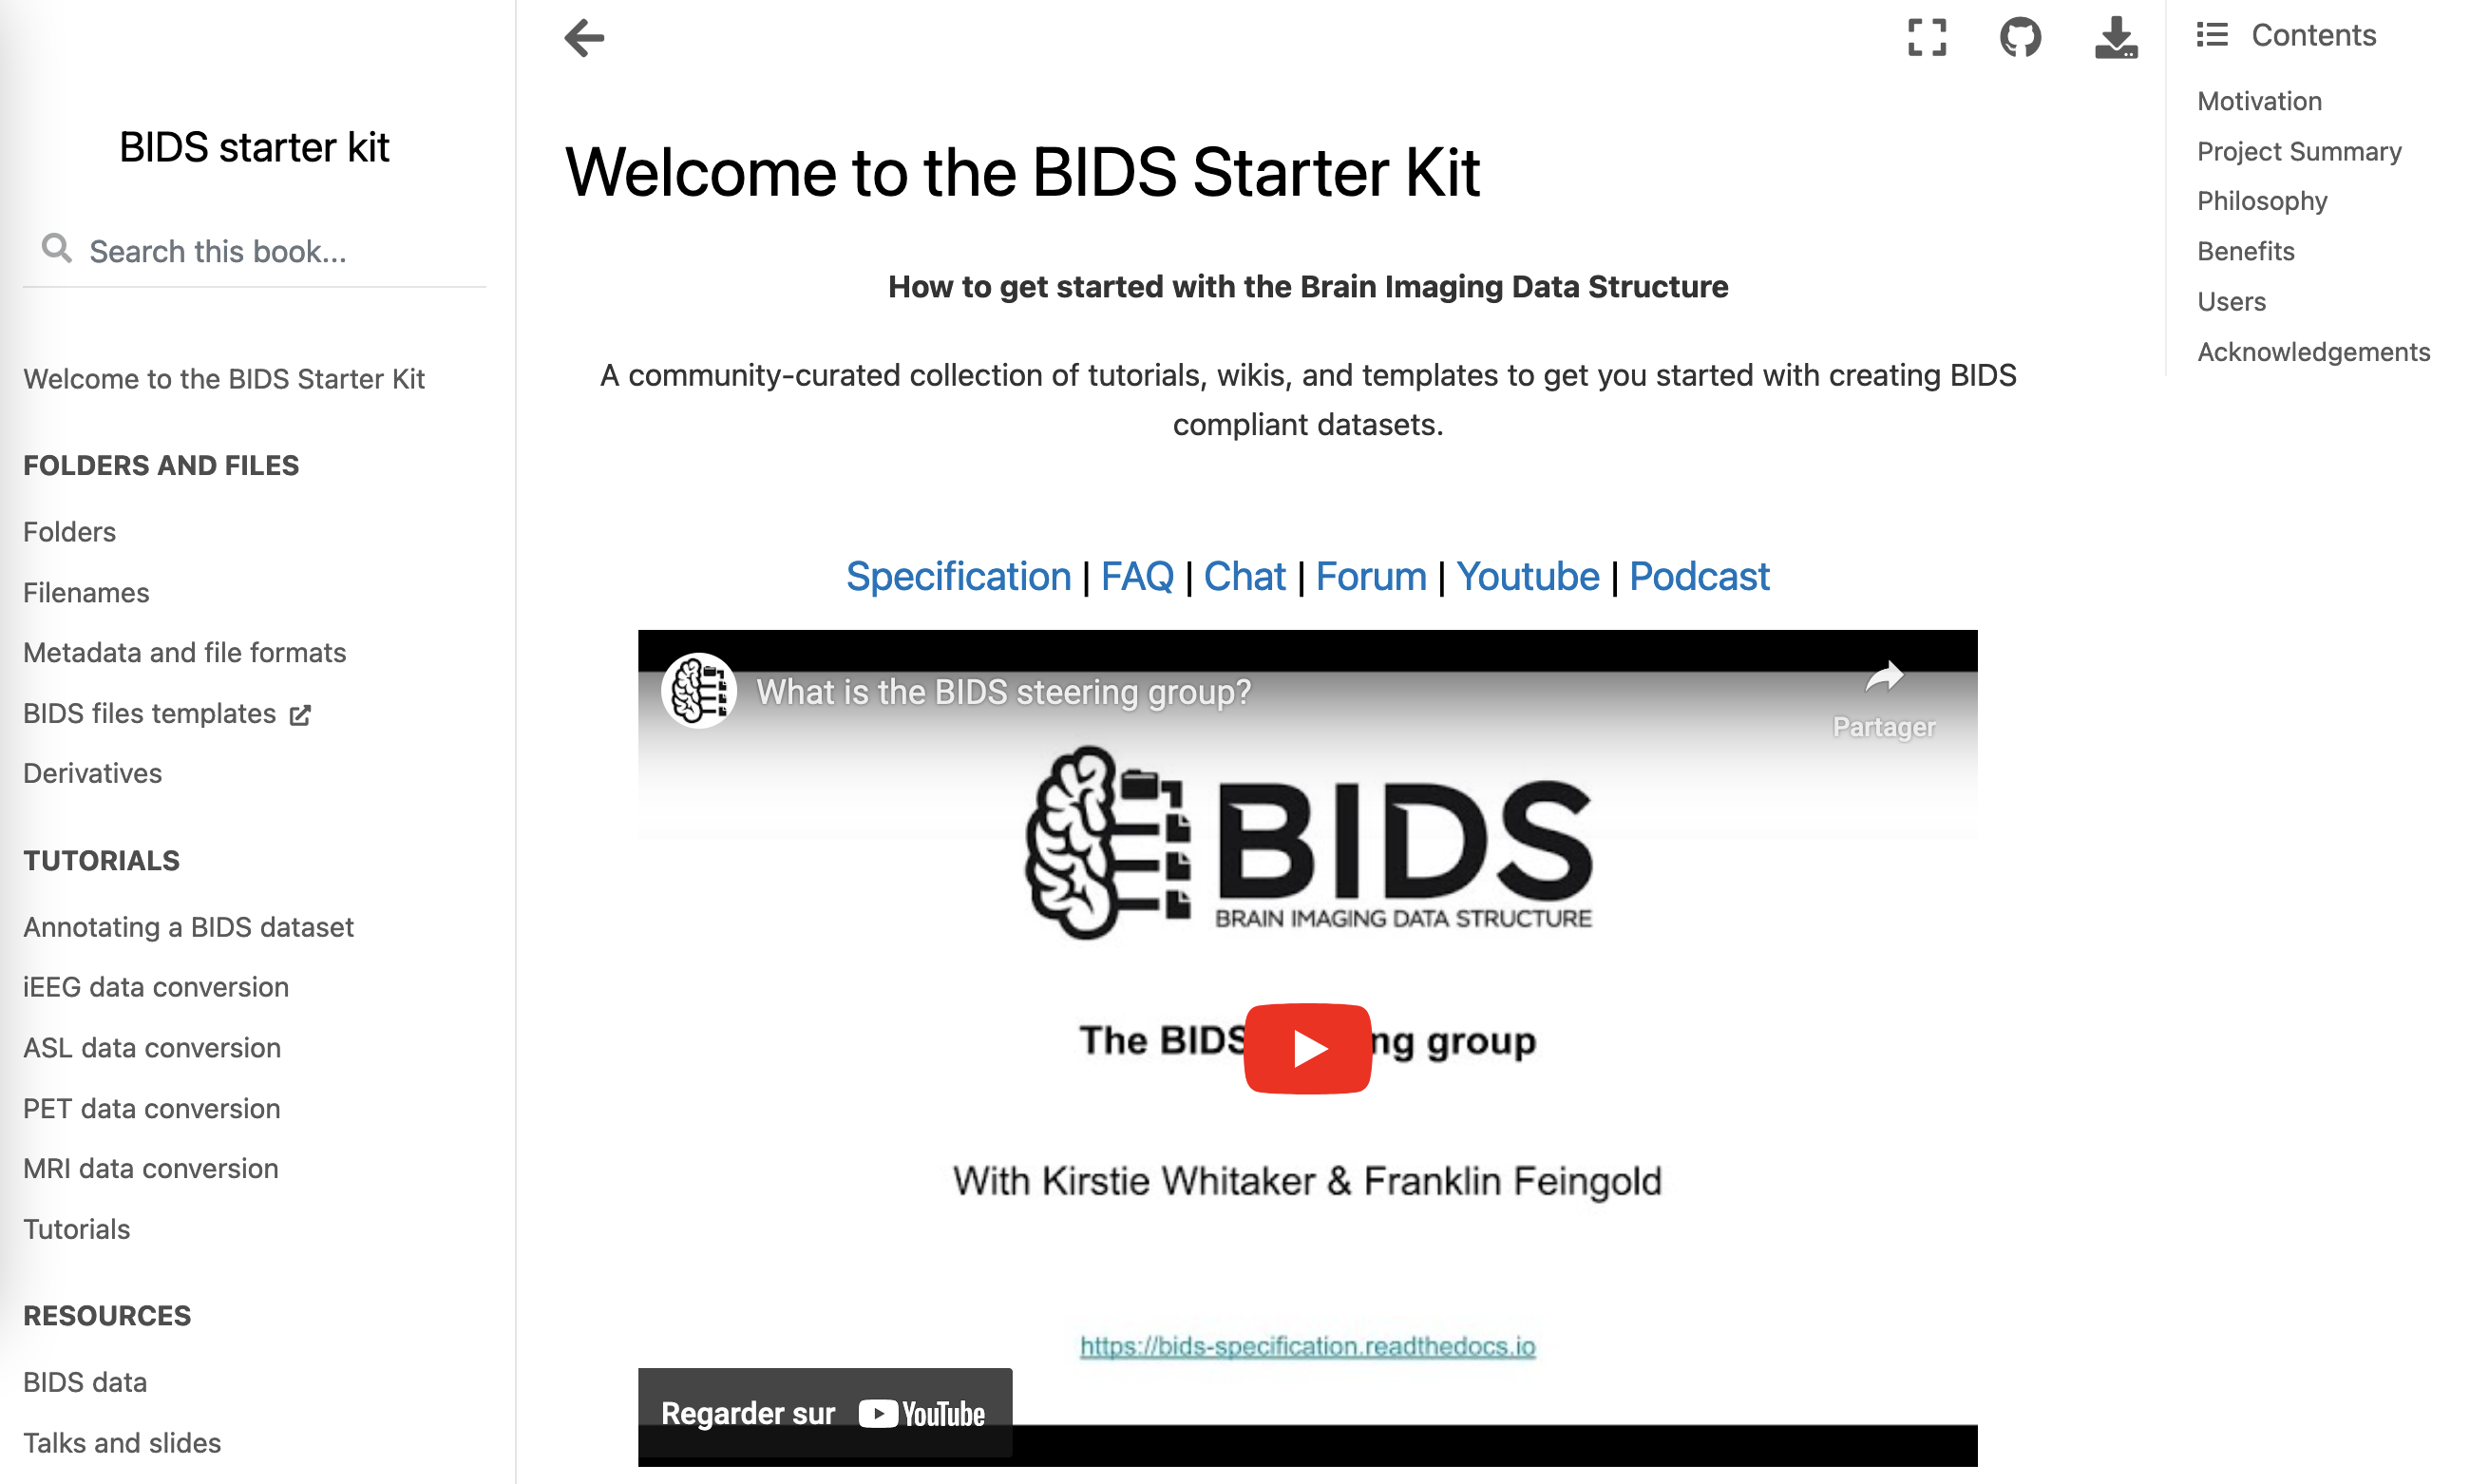 BIDS starter kit
Search this book...
Welcome to the BIDS Starter Kit
FOLDERS AND FILES
Folders
Filenames
Metadata and file formats
BIDS files templates
Derivatives
TUTORIALS
Annotating a BIDS dataset
iEEG data conversion
ASL data conversion
PET data conversion
MRI data conversion
Tutorials
RESOURCES
BIDS data
Talks and slides
Welcome to the BIDS Starter Kit
How to get started with the Brain Imaging Data Structure
A community-curated collection of tutorials, wikis, and templates to get you started with creating BIDS
compliant datasets.
Specification | FAQ | Chat | Forum | Youtube | Podcast
What is the BIDS steering group?
Partager
BIDS
BRAIN IMAGING DATA STRUCTURE
The BIDS ng group
With Kirstie Whitaker & Franklin Feingold
https://bids-specification.readthedocs.io
Regarder sur YouTube
Contents
Motivation
Project Summary
Philosophy
Benefits
Users
Acknowledgements